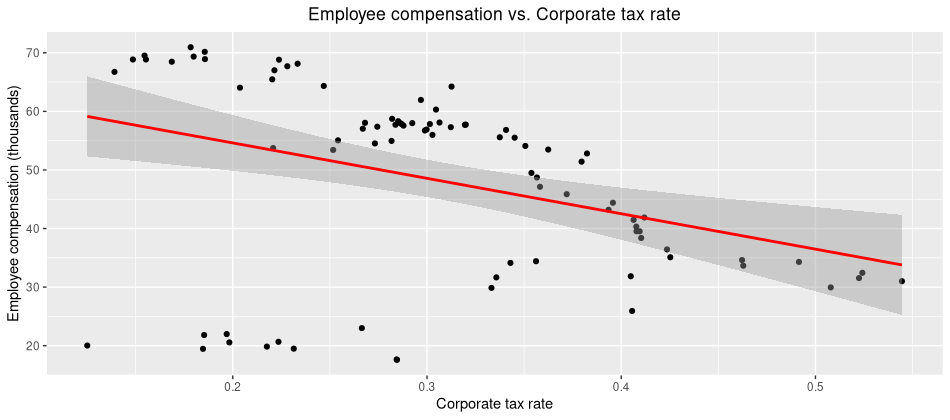 Employee compensation vs. Corporate tax rate
Employee compensation (thousands)
70
60
50
40
30
20
0.2 0.3 0.4 0.5
Corporate tax rate